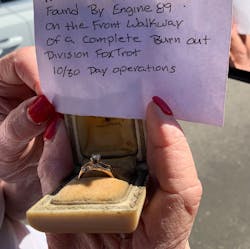 Found By Engine 89.
on the Front Walkway
of a Complete Burn out
Division FoxTrot
10/30 Day operations